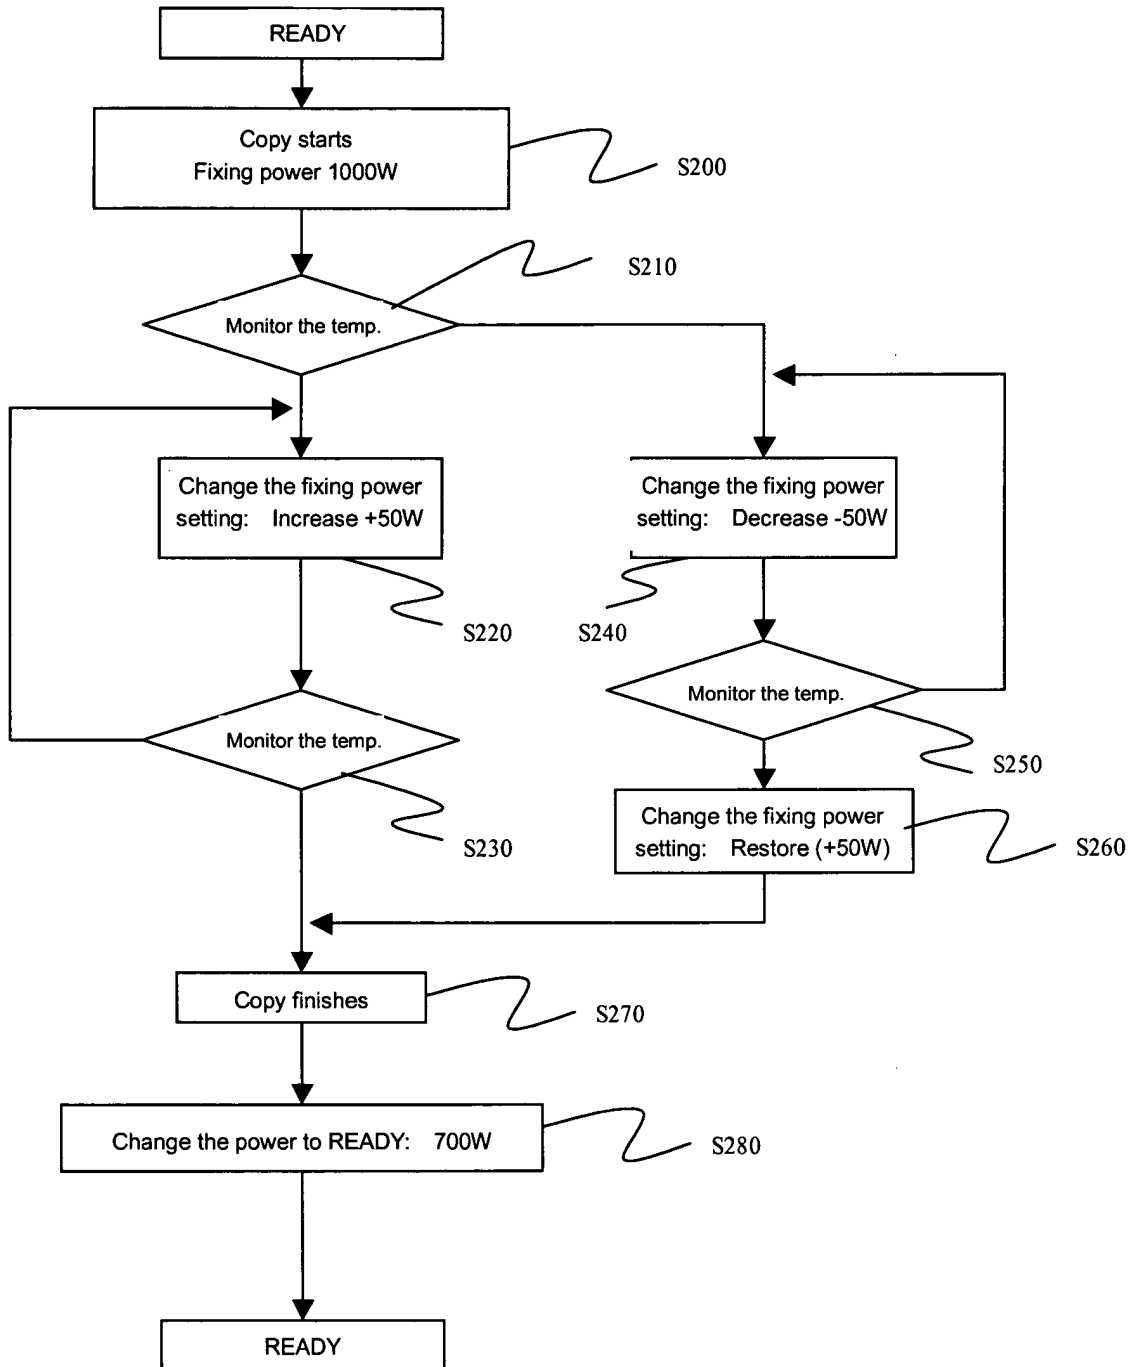 READY
Copy starts
Fixing power 1000W
S200
S210
Monitor the temp.
Change the fixing power
setting: Increase +50W
S220
Change the fixing power
setting: Decrease -50W
S240
Monitor the temp.
S230
Monitor the temp.
S250
Change the fixing power
setting: Restore (+50W)
S260
Copy finishes
S270
Change the power to READY: 700W
S280
READY